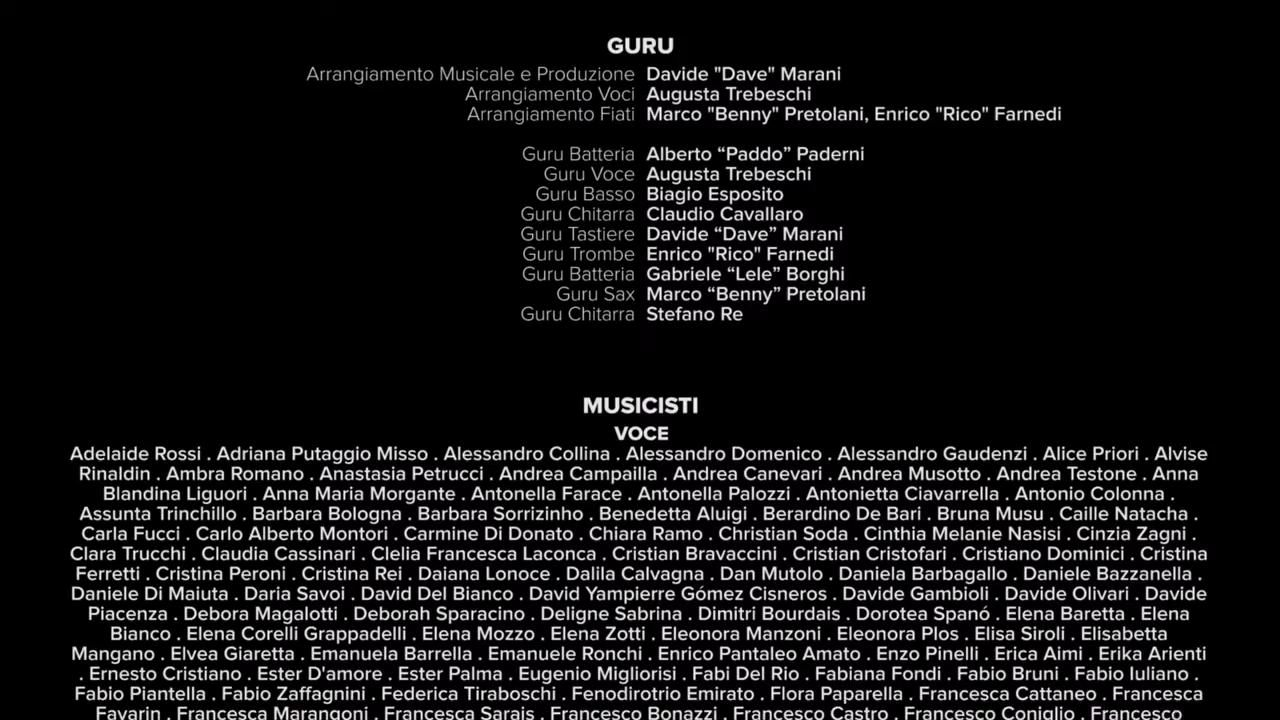 GURU
Arrangiamento Musicale e Produzione Davide "Dave" Marani
Arrangiamento Voci Augusta Trebeschi
Arrangiamento Fiati Marco "Benny" Pretolani, Enrico "Rico" Farnedi
Guru Batteria Alberto “Paddo” Paderni
Guru Voce Augusta Trebeschi
Guru Basso Biagio Esposito
Guru Chitarra Claudio Cavallaro
Guru Tastiere Davide “Dave” Marani
Guru Trombe Enrico "Rico" Farnedi
Guru Batteria Gabriele “Lele” Borghi
Guru Sax Marco “Benny” Pretolani
Guru Chitarra Stefano Re
MUSICISTI
VOCE
Adelaide Rossi . Adriana Putaggio Misso . Alessandro Collina . Alessandro Domenico . Alessandro Gaudenzi . Alice Priori . Alvise
Rinaldin . Ambra Romano . Anastasia Petrucci . Andrea Campailla . Andrea Canevari . Andrea Musotto . Andrea Testone . Anna
Blandina Liguori . Anna Maria Morgante . Antonella Farace . Antonella Palozzi . Antonietta Ciavarrella . Antonio Colonna .
Assunta Trinchillo . Barbara Bologna . Barbara Sorrizinho . Benedetta Aluigi . Berardino De Bari . Bruna Musu . Caille Natacha .
Carla Fucci . Carlo Alberto Montori . Carmine Di Donato . Chiara Ramo . Christian Soda . Cinthia Melanie Nasisi . Cinzia Zagni .
Clara Trucchi . Claudia Cassinari . Clelia Francesca Laconca . Cristian Bravaccini . Cristian Cristofari . Cristiano Dominici . Cristina
Ferretti . Cristina Peroni . Cristina Rei . Daiana Lonoce . Dalila Calvagna . Dan Mutolo . Daniela Barbagallo . Daniele Bazzanella .
Daniele Di Maiuta . Daria Savoi . David Del Bianco . David Yampierre Gómez Cisneros . Davide Gambioli . Davide Olivari . Davide
Piacenza . Debora Magalotti . Deborah Sparacino . Deligne Sabrina . Dimitri Bourdais . Dorotea Spanó . Elena Baretta . Elena
Bianco . Elena Corelli Grappadelli . Elena Mozzo . Elena Zotti . Eleonora Manzoni . Eleonora Plos . Elisa Siroli . Elisabetta
Mangano . Elvea Giaretta . Emanuela Barrella . Emanuele Ronchi . Enrico Pantaleo Amato . Enzo Pinelli . Erica Aimi . Erika Arienti
. Ernesto Cristiano . Ester D'amore . Ester Palma . Eugenio Migliorisi . Fabi Del Rio . Fabiana Fondi . Fabio Bruni . Fabio Iuliano .
Fabio Piantella . Fabio Zaffagnini . Federica Tiraboschi . Fenodirotrio Emirato . Flora Paparella . Francesca Cattaneo . Francesca
Favarin . Francesca Marangoni . Francesca Sarais . Francesco Bonazzi . Francesco Castro . Francesco Coniglio . Francesco